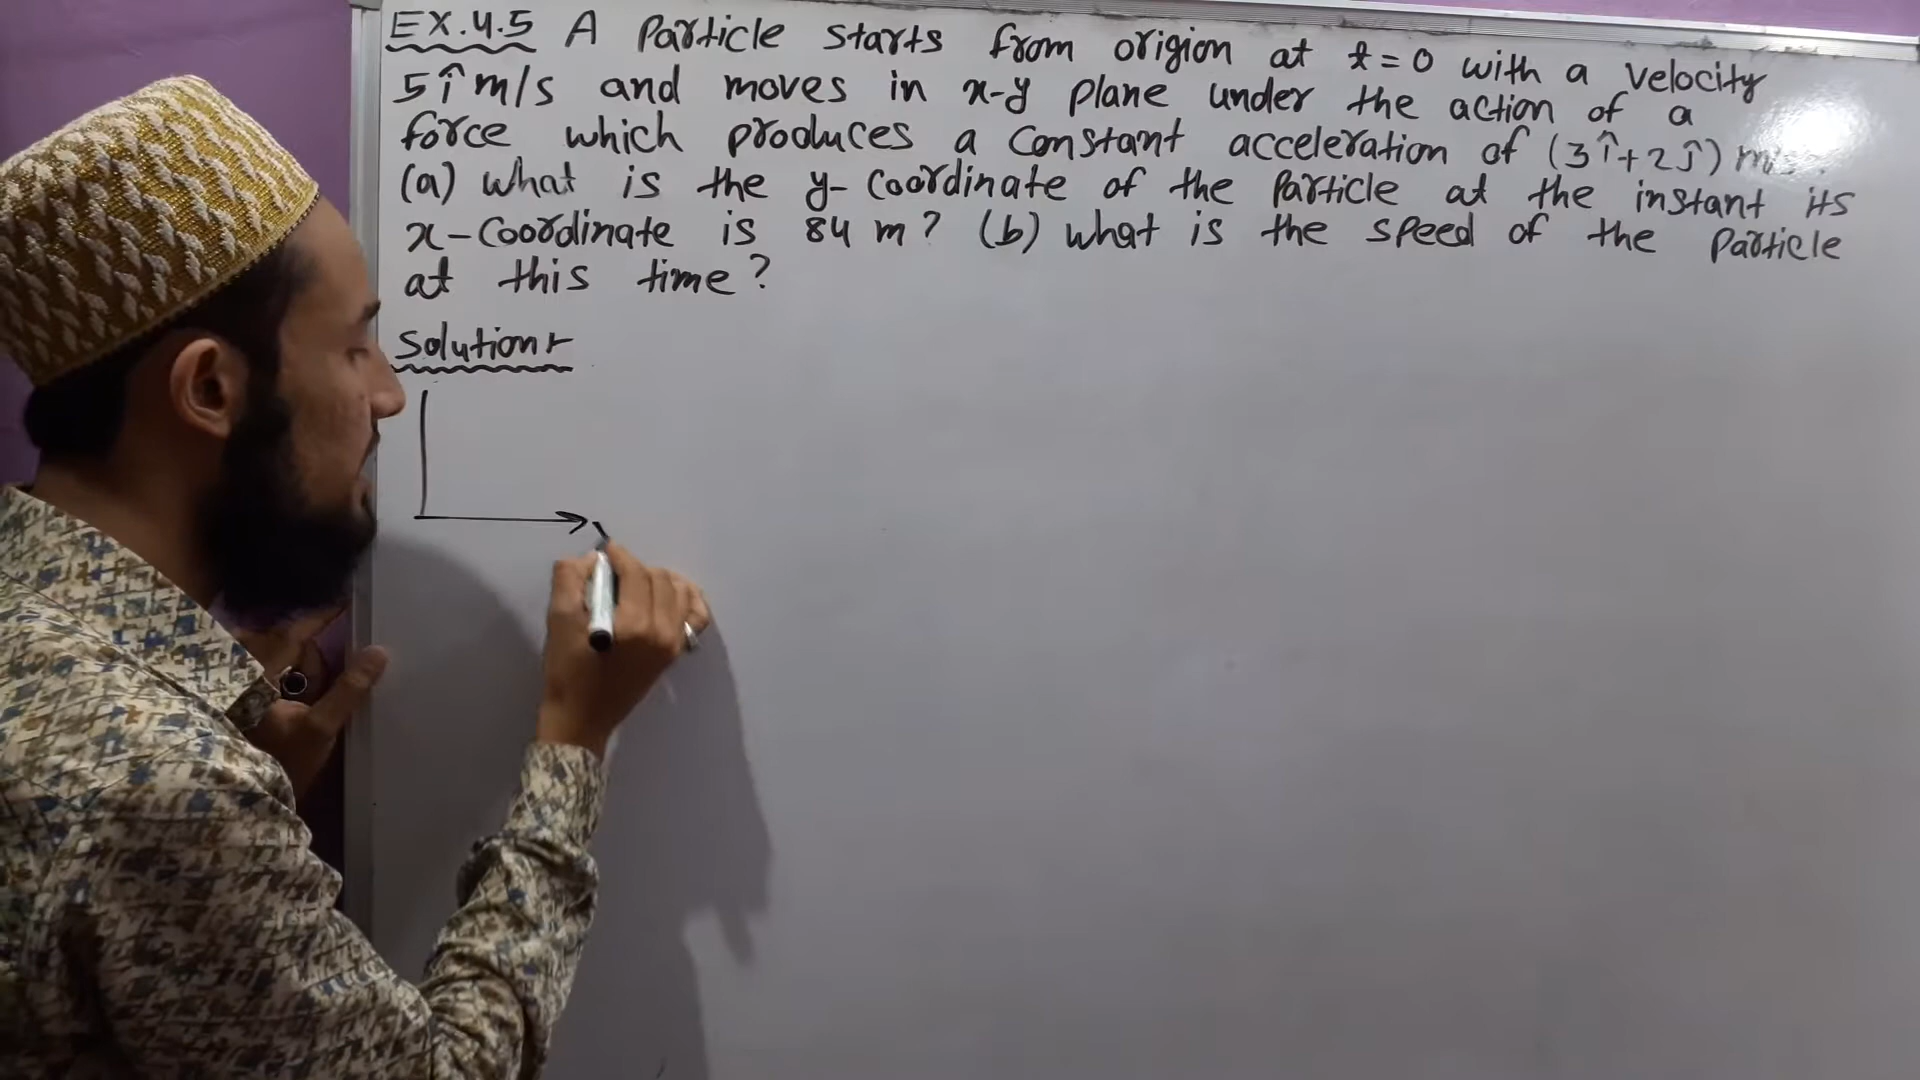 EX.4.5 A Particle starts from origion at t=0 with a velocity
5î m/s and moves in x-y plane under the action of a
force which produces a constant acceleration of (3î+2ĵ)
(a) what is the y-coordinate of the Particle at the instant its
x-coordinate is 84 m? (b) what is the speed of the Particle
at this time?
Solution:-